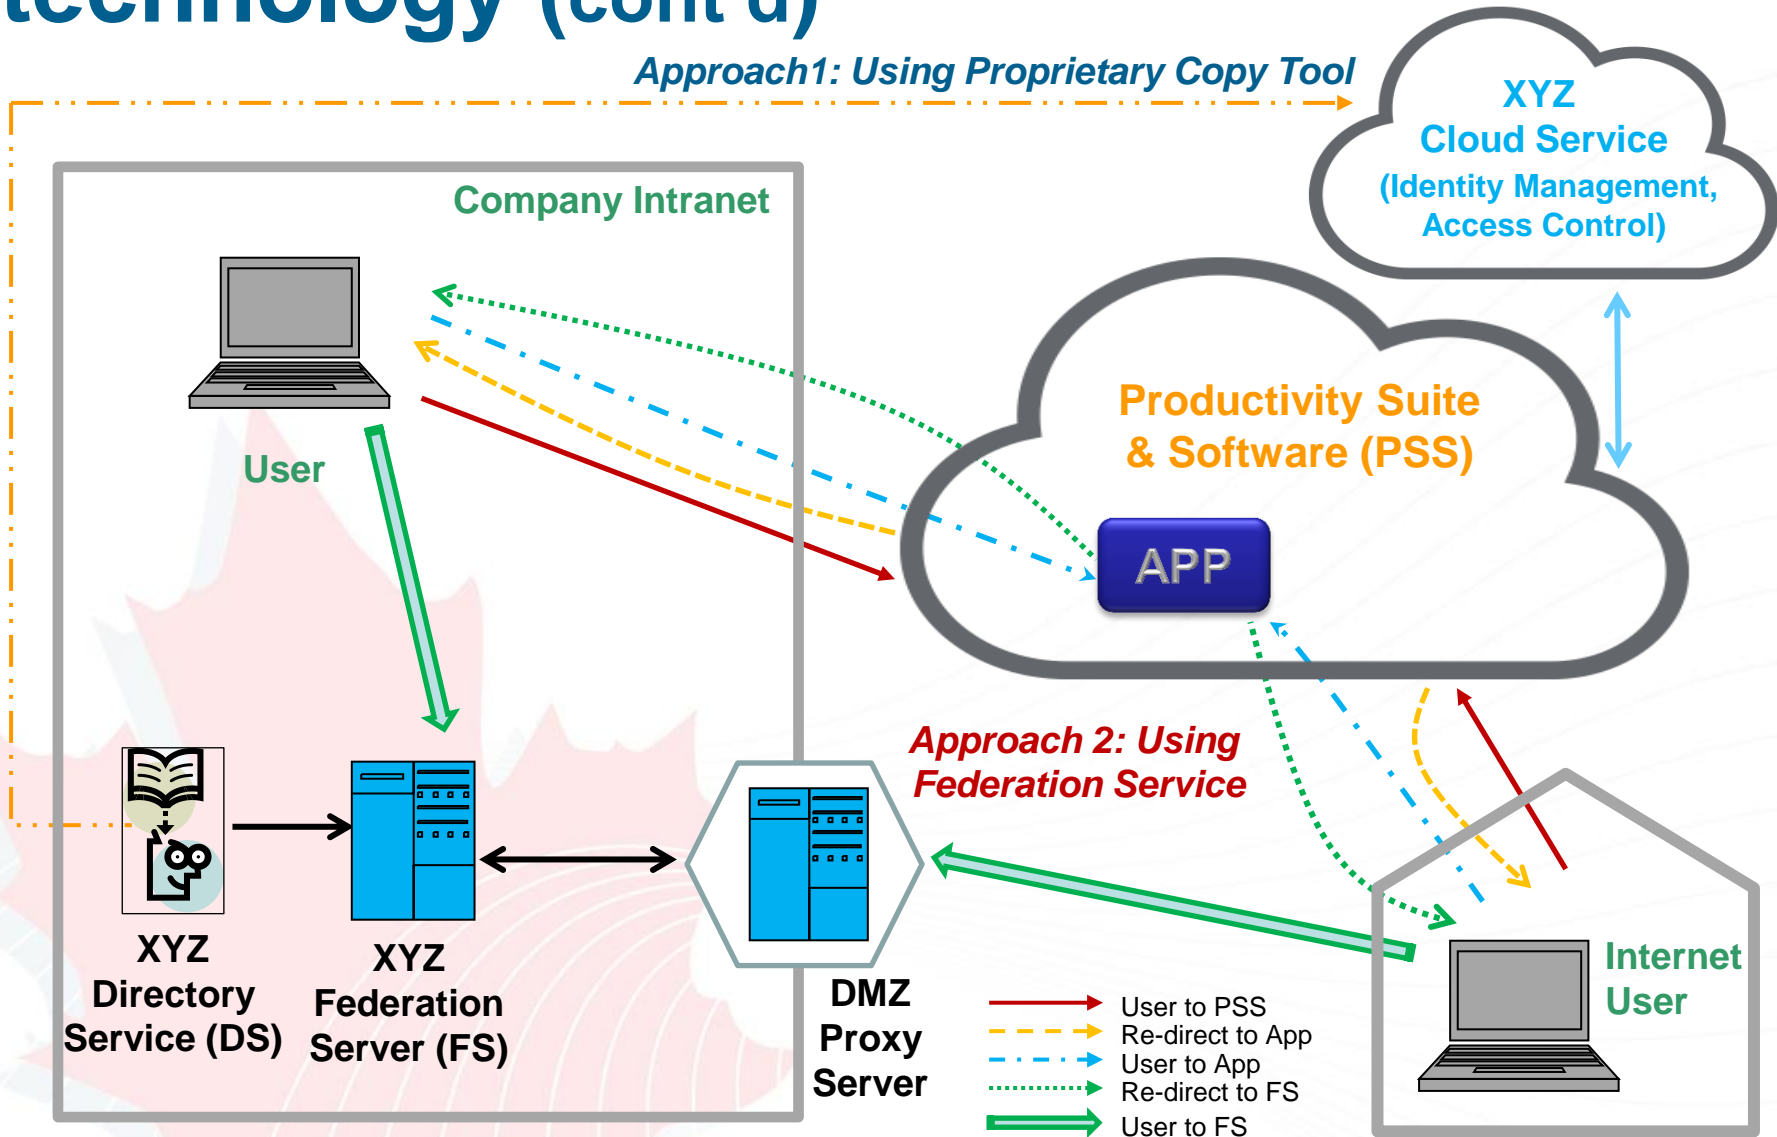 technology (cont'd)
Approach1: Using Proprietary Copy Tool
XYZ
Cloud Service
(Identity Management,
Access Control)
Company Intranet
Productivity Suite
& Software (PSS)
User
APP
Approach 2: Using
Federation Service
XYZ
Directory
Service (DS)
XYZ
Federation
Server (FS)
DMZ
Proxy
Server
Internet
User
User to PSS
Re-direct to App
User to App
Re-direct to FS
User to FS